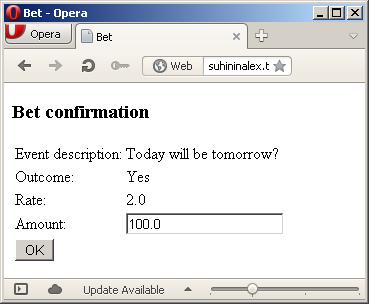 Bet - Opera
Opera
Bet
Web
suhininalex.t
Bet confirmation
Event description: Today will be tomorrow?
Outcome: Yes
Rate: 2.0
Amount: 100.0
OK
Update Available